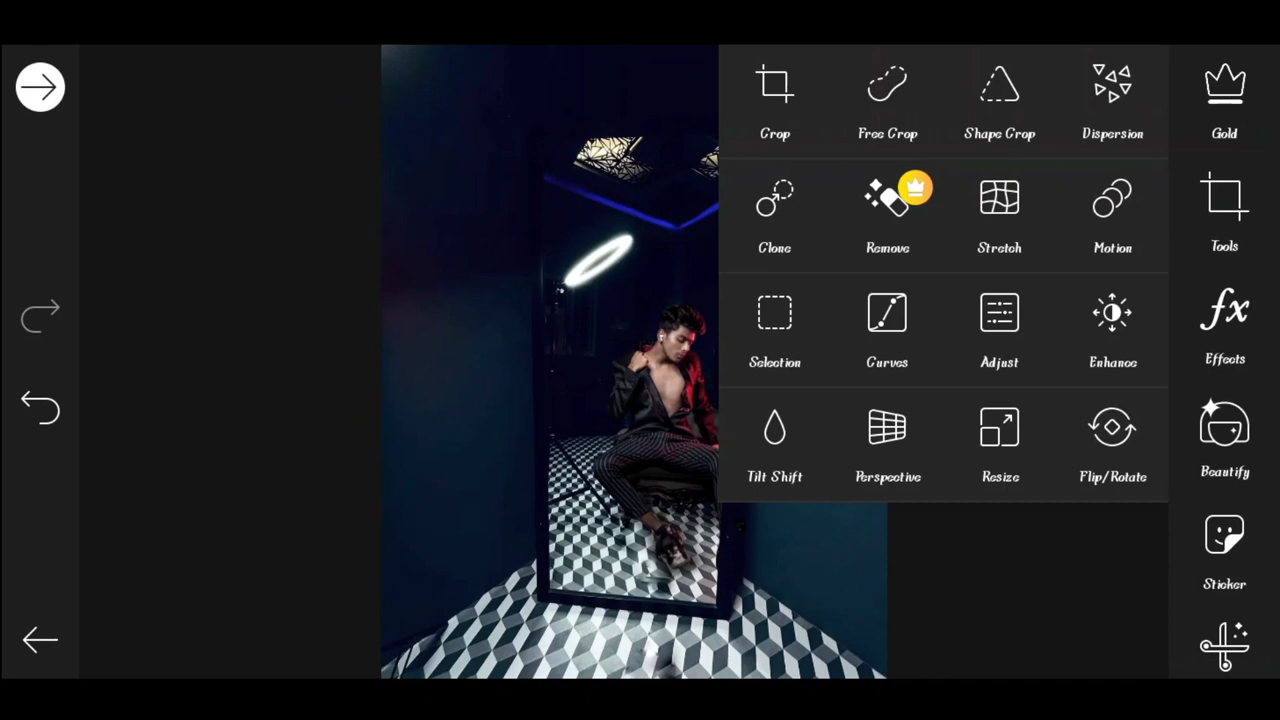 Crop Free Crop Shape Crop Dispersion Gold
Clone Remove Stretch Motion Tools
Selection Curves Adjust Enhance Effects
fx
Tilt Shift Perspective Resize Flip/Rotate Beautify
Sticker